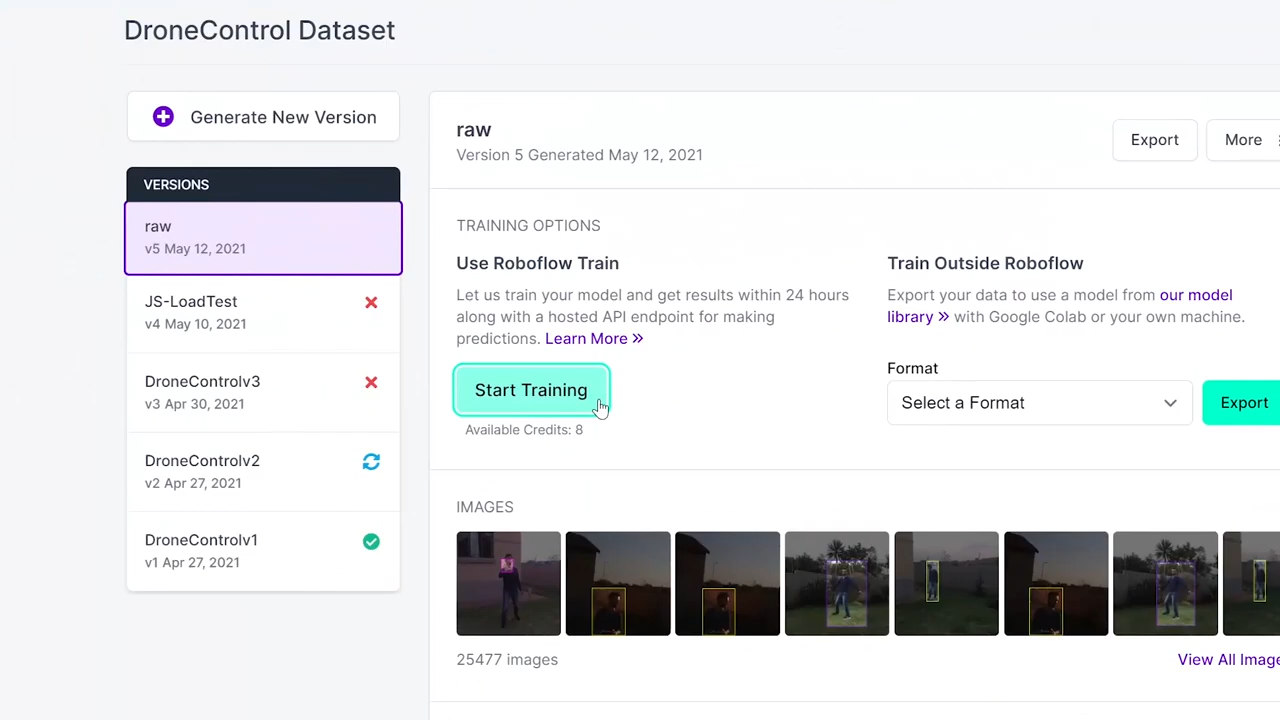 DroneControl Dataset
Generate New Version
VERSIONS
raw
v5 May 12, 2021
JS-LoadTest
v4 May 10, 2021
DroneControlv3
v3 Apr 30, 2021
DroneControlv2
v2 Apr 27, 2021
DroneControlv1
v1 Apr 27, 2021
raw
Version 5 Generated May 12, 2021
Export
More
TRAINING OPTIONS
Use Roboflow Train
Let us train your model and get results within 24 hours
along with a hosted API endpoint for making
predictions. Learn More »
Start Training
Available Credits: 8
Train Outside Roboflow
Export your data to use a model from our model
library » with Google Colab or your own machine.
Format
Select a Format
Export
IMAGES
25477 images
View All Image